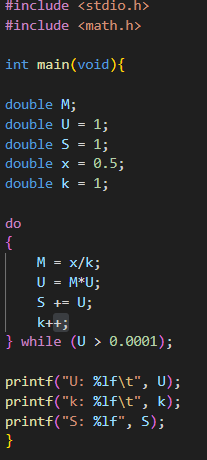 #include <stdio.h>
#include <math.h>
int main(void){
double M;
double U = 1;
double S = 1;
double x = 0.5;
double k = 1;
do
{
M = x/k;
U = M*U;
S += U;
k++;
} while (U > 0.0001);
printf("U: %lf\t", U);
printf("k: %lf\t", k);
printf("S: %lf", S);
}